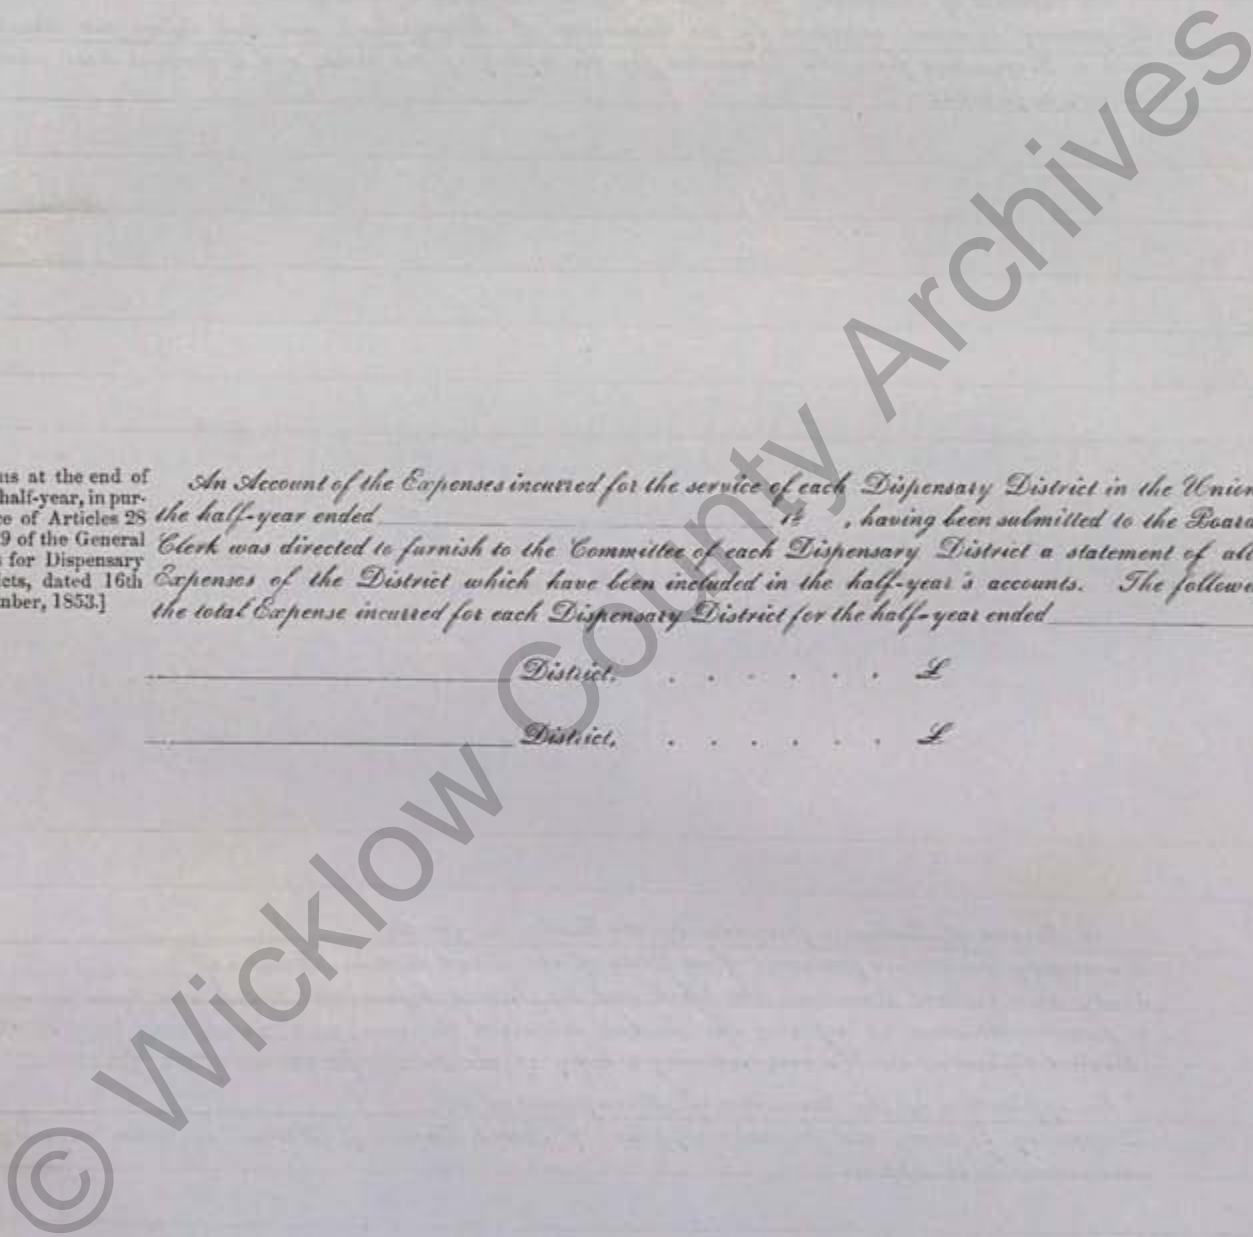 us at the end of
half-year, in pur-
e of Articles 28
9 of the General
for Dispensary
cts, dated 16th
mber, 1853.]
An Account of the Expenses incurred for the service of each Dispensary District in the Union
the half-year ended 18 , having been submitted to the Board
Clerk was directed to furnish to the Committee of each Dispensary District a statement of all
Expenses of the District which have been included in the half-year's accounts. The followi
the total Expense incurred for each Dispensary District for the half-year ended
District, . . . . . . £
District, . . . . . . £
© Wicklow County Archives